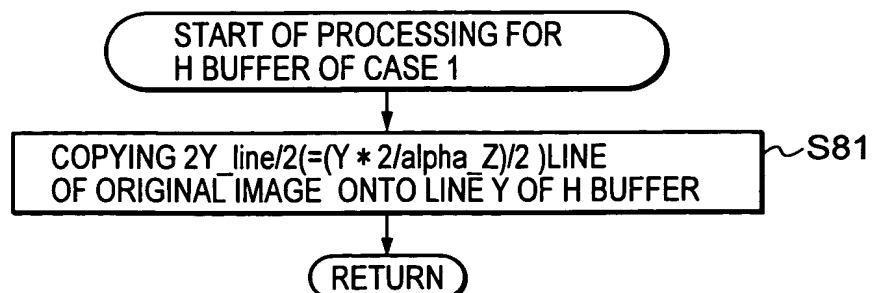 START OF PROCESSING FOR
H BUFFER OF CASE 1
COPYING 2Y_line/2(=(Y * 2/alpha_Z)/2 )LINE
OF ORIGINAL IMAGE ONTO LINE Y OF H BUFFER
S81
RETURN